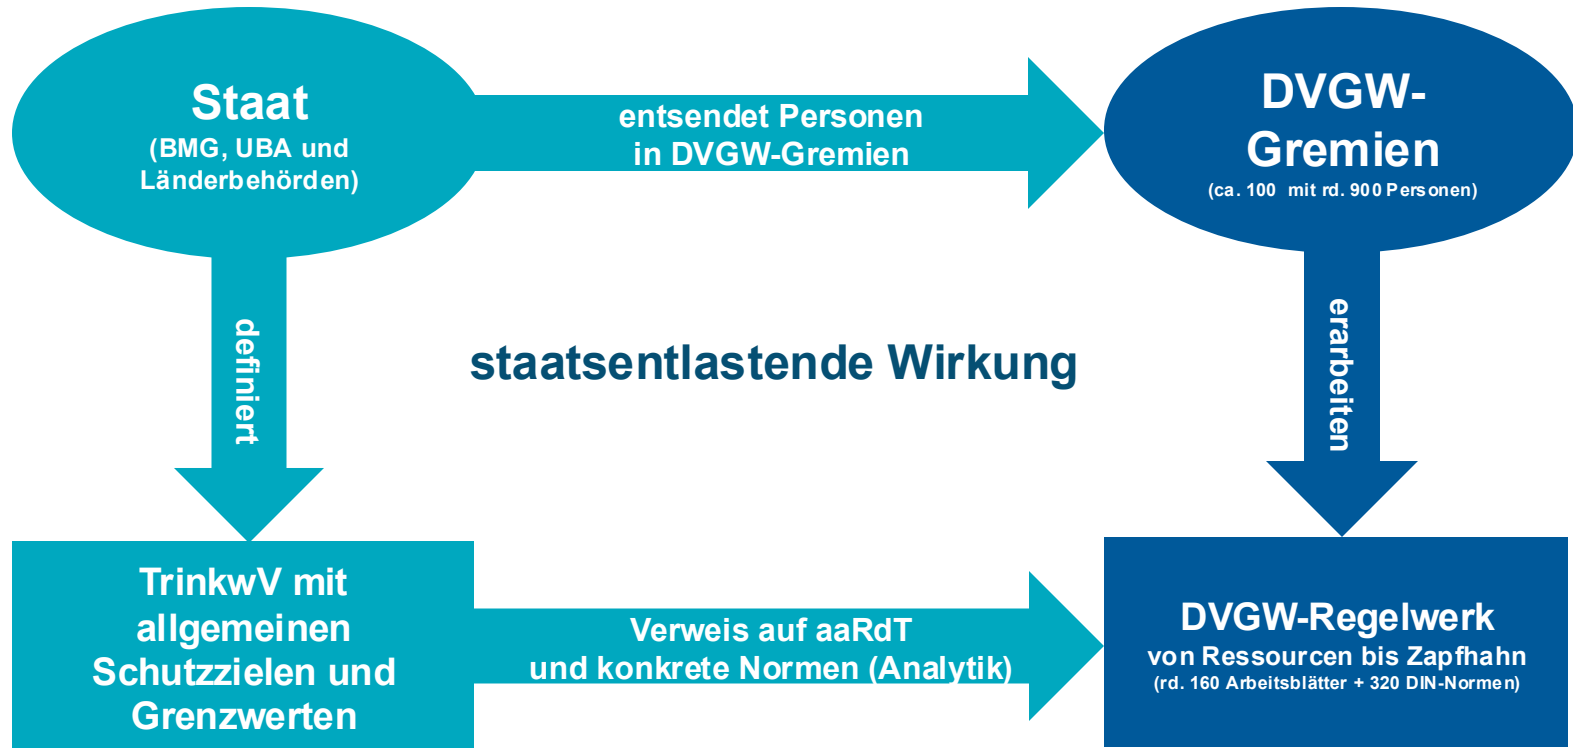 Staat
(BMG, UBA und
Länderbehörden)
entsendet Personen
in DVGW-Gremien
DVGW-
Gremien
(ca. 100 mit rd. 900 Personen)
definiert
staatsentlastende Wirkung
erarbeiten
TrinkwV mit
allgemeinen
Schutzzielen und
Grenzwerten
Verweis auf aaRdT
und konkrete Normen (Analytik)
DVGW-Regelwerk
von Ressourcen bis Zapfhahn
(rd. 160 Arbeitsblätter + 320 DIN-Normen)